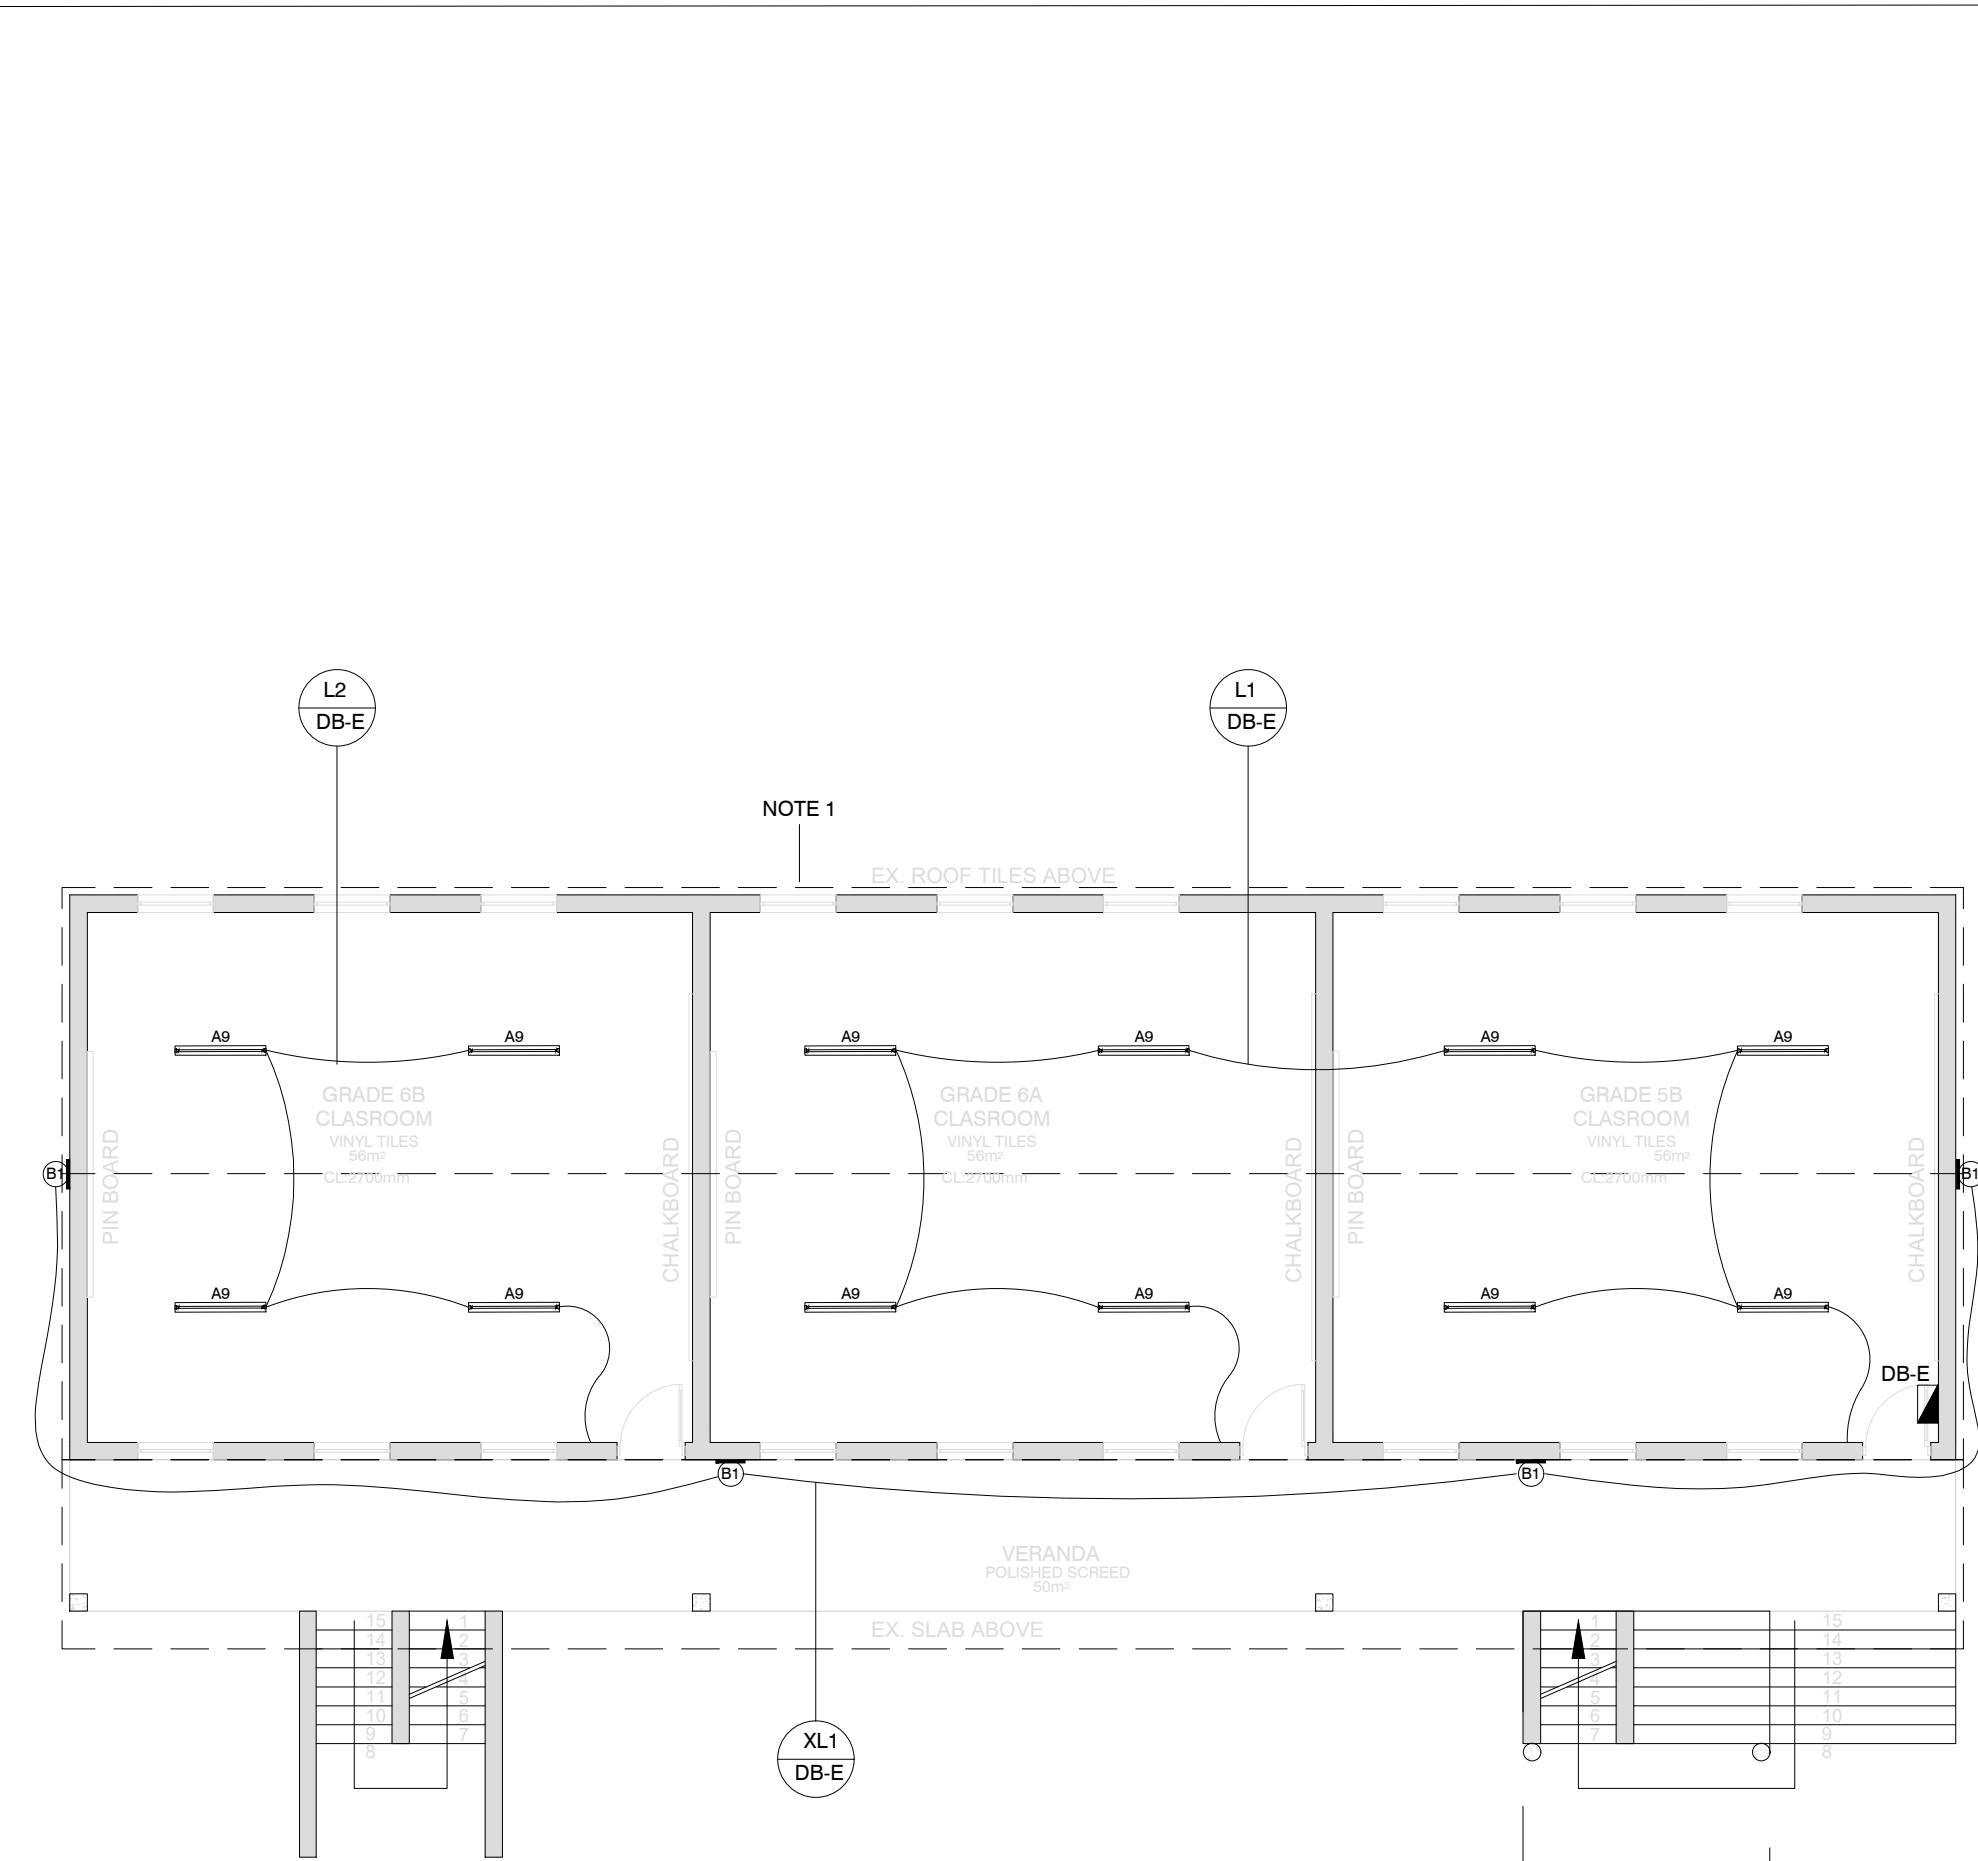 L2
DB-E
L1
DB-E
NOTE 1
EX. ROOF TILES ABOVE
A9
A9
A9
A9
A9
A9
GRADE 6B
CLASROOM
VINYL TILES
56m²
CL:2700mm
GRADE 6A
CLASROOM
VINYL TILES
56m²
CL:2700mm
GRADE 5B
CLASROOM
VINYL TILES
56m²
CL:2700mm
B1
PIN BOARD
CHALKBOARD
PIN BOARD
CHALKBOARD
PIN BOARD
CHALKBOARD
B1
A9
A9
A9
A9
A9
A9
DB-E
B1
B1
VERANDA
POLISHED SCREED
50m²
EX. SLAB ABOVE
15
14
13
12
11
10
9
8
1
2
3
4
5
6
7
1
2
3
4
5
6
7
15
14
13
12
11
10
9
8
XL1
DB-E